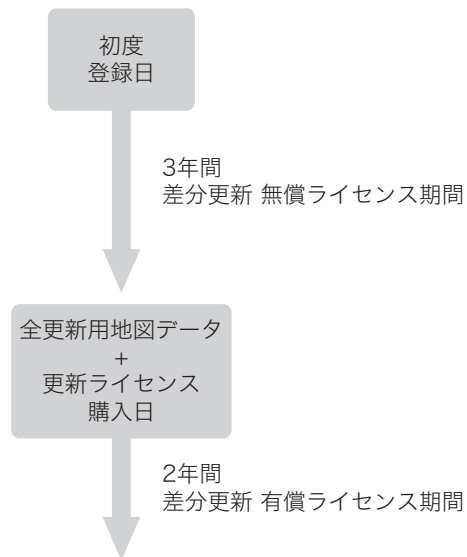 初度
登録日
3年間
差分更新 無償ライセンス期間
全更新用地図データ
+
更新ライセンス
購入日
2年間
差分更新 有償ライセンス期間